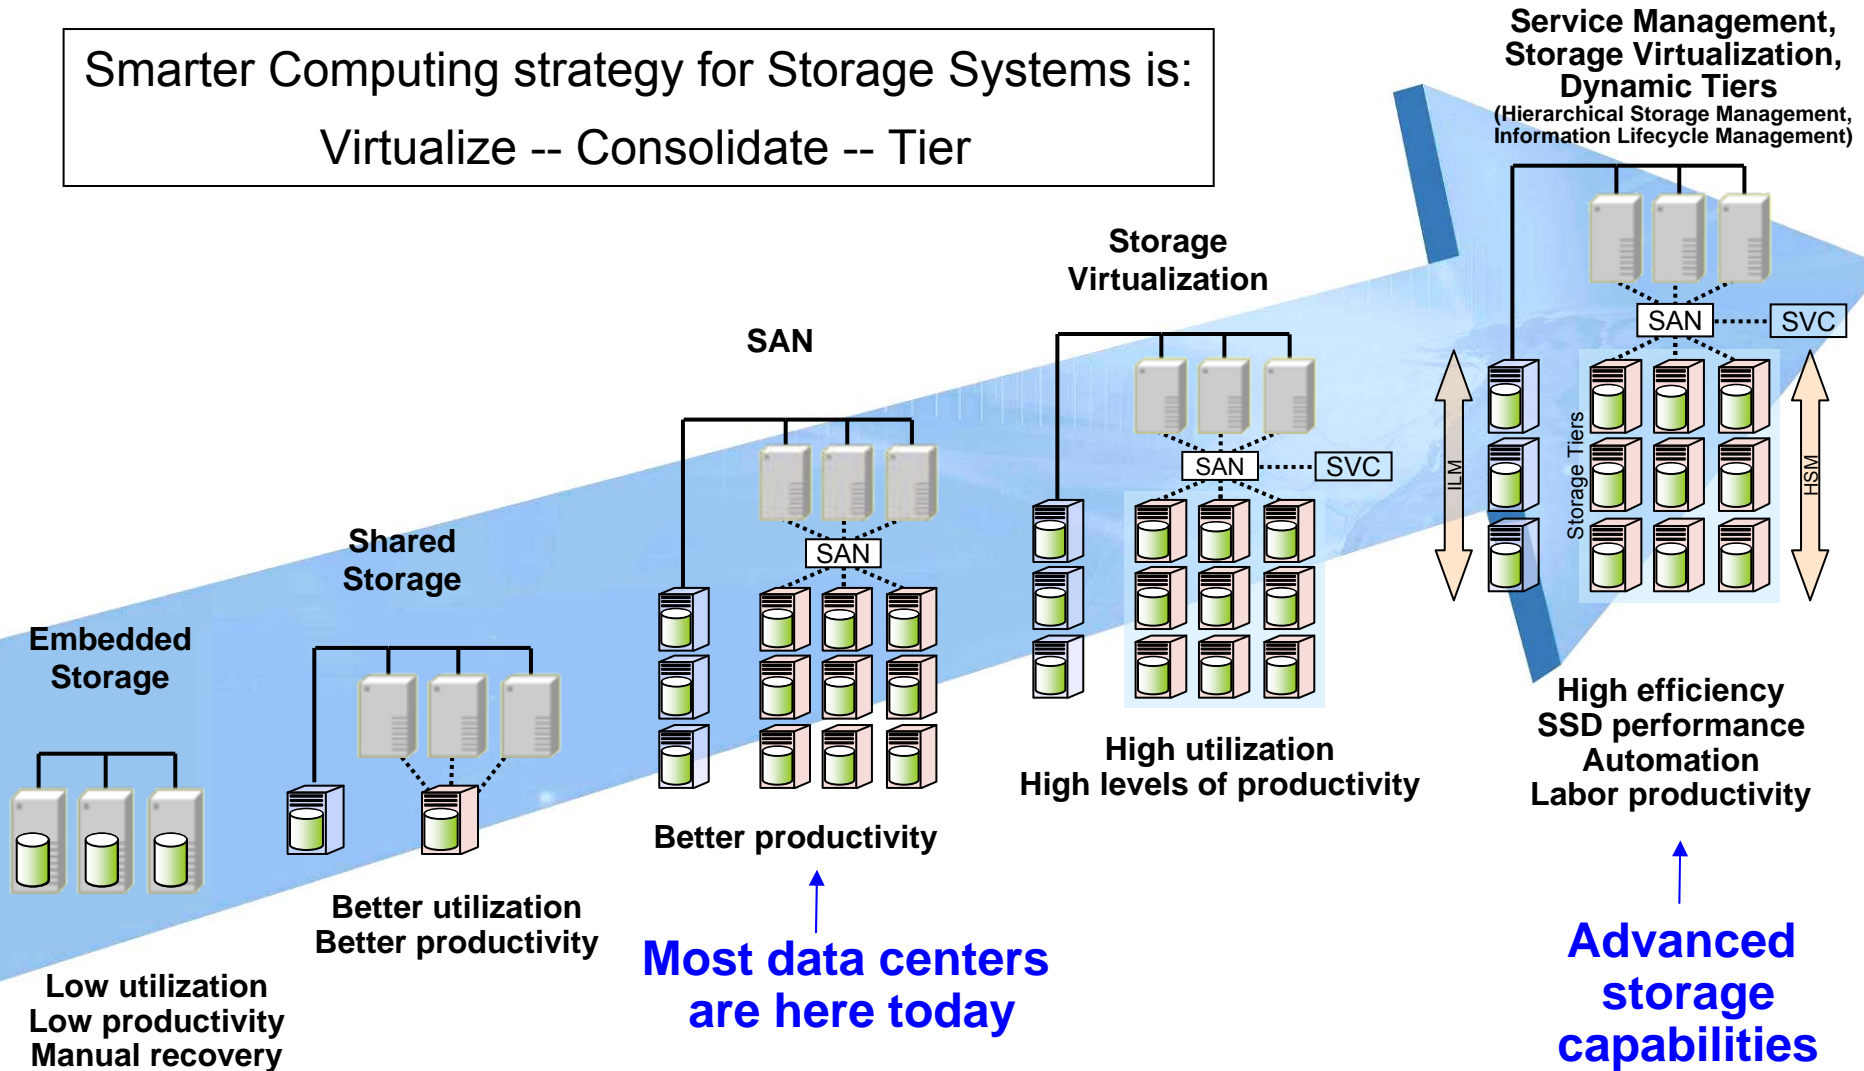 Smarter Computing strategy for Storage Systems is:
Virtualize -- Consolidate -- Tier
Embedded
Storage
Low utilization
Low productivity
Manual recovery
Shared
Storage
Better utilization
Better productivity
SAN
SAN
Better productivity
Most data centers
are here today
Storage
Virtualization
SAN
SVC
High utilization
High levels of productivity
Service Management,
Storage Virtualization,
Dynamic Tiers
(Hierarchical Storage Management,
Information Lifecycle Management)
SAN
SVC
ILM
Storage Tiers
HSM
High efficiency
SSD performance
Automation
Labor productivity
Advanced
storage
capabilities